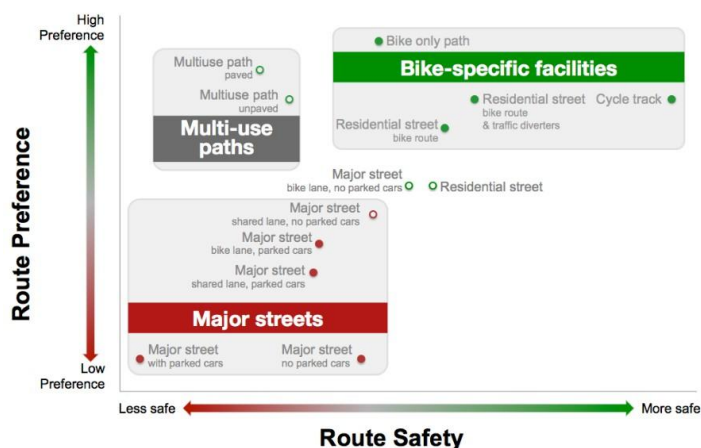 High
Preference
Bike only path
Bike-specific facilities
Multiuse path
paved
Multiuse path
unpaved
Multi-use
paths
Residential street
bike route
& traffic diverters
Cycle track
Residential street
bike route
Major street
bike lane, no parked cars
Residential street
Major street
shared lane, no parked cars
Major street
bike lane, parked cars
Major street
shared lane, parked cars
Major streets
Major street
with parked cars
Major street
no parked cars
Route Preference
Low
Preference
Less safe
More safe
Route Safety